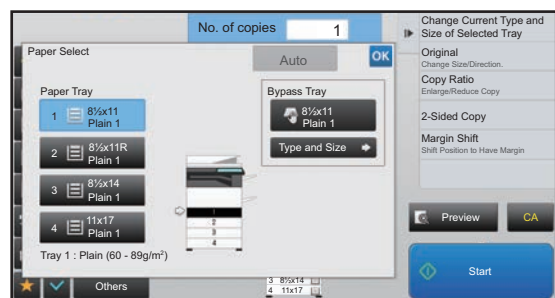 No. of copies 1
Paper Select
Auto
OK
Paper Tray
1 8½x11
Plain 1
2 8½x11R
Plain 1
3 8½x14
Plain 1
4 11x17
Plain 1
Tray 1 : Plain (60 - 89g/m²)
Bypass Tray
8½x11
Plain 1
Type and Size
1
2
3
4
Others
3 8½x14
4 11x17
Change Current Type and
Size of Selected Tray
Original
Change Size/Direction.
Copy Ratio
Enlarge/Reduce Copy
2-Sided Copy
Margin Shift
Shift Position to Have Margin
Preview
CA
Start